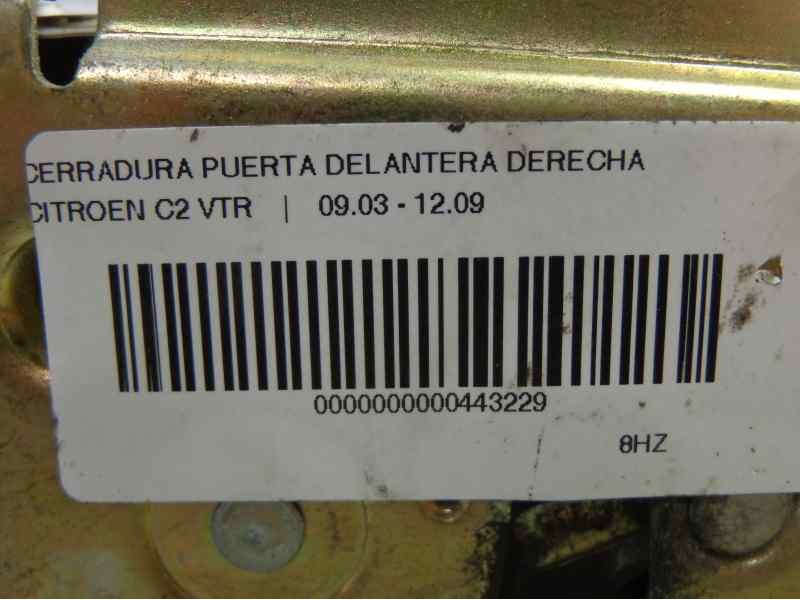 CERRADURA PUERTA DELANTERA DERECHA
CITROEN C2 VTR | 09.03 - 12.09
0000000000443229
8HZ